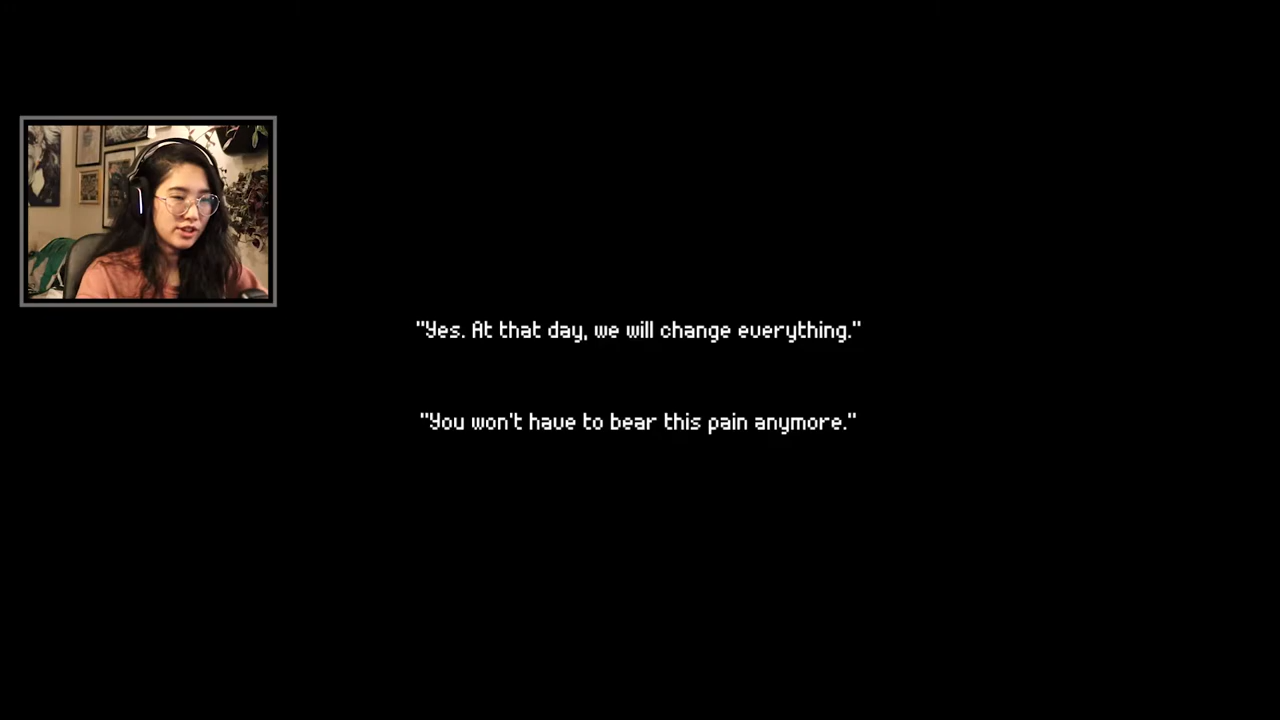 "Yes. At that day, we will change everything."
"You won't have to bear this pain anymore."